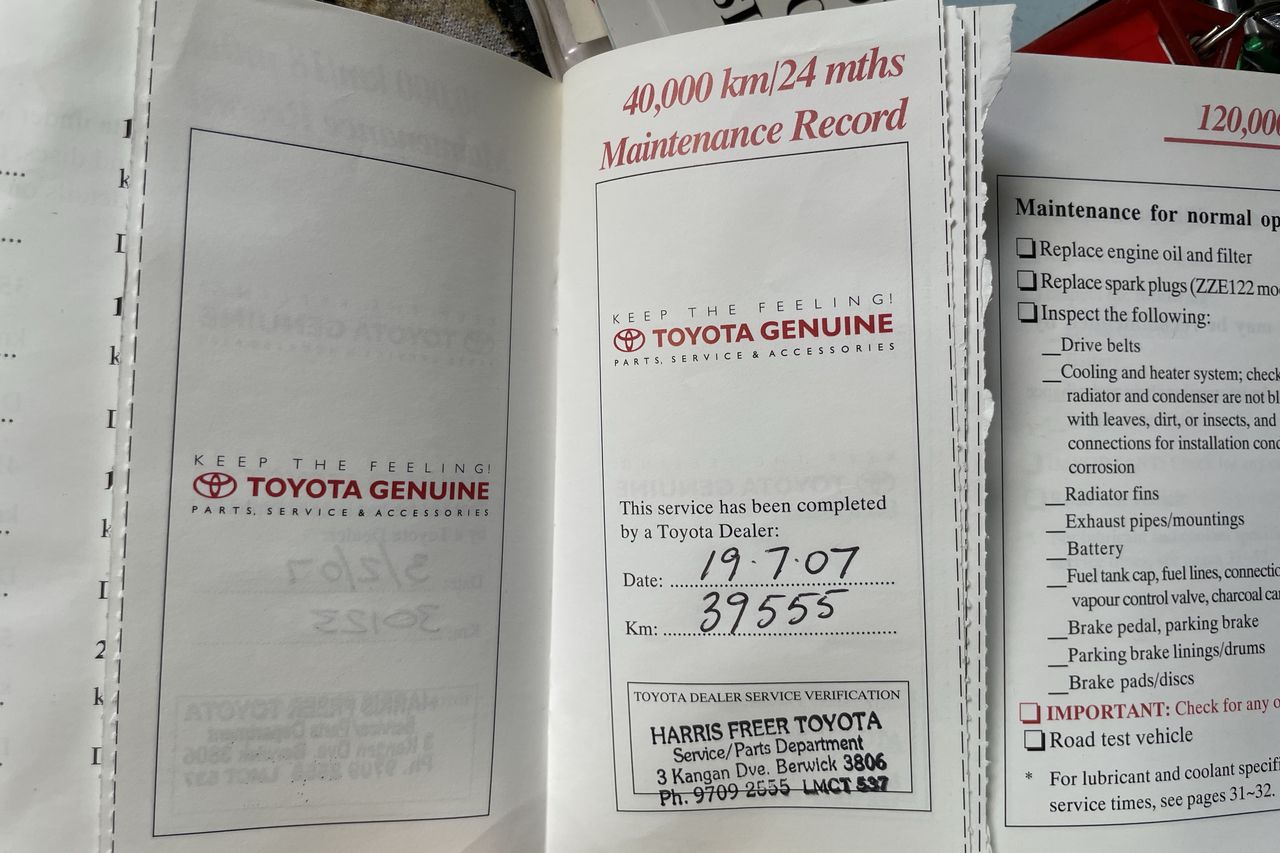 KEEP THE FEELING!
TOYOTA GENUINE
PARTS, SERVICE & ACCESSORIES
40,000 km/24 mths
Maintenance Record
KEEP THE FEELING!
TOYOTA GENUINE
PARTS, SERVICE & ACCESSORIES
This service has been completed
by a Toyota Dealer:
Date: 19.7.07
Km: 39555
TOYOTA DEALER SERVICE VERIFICATION
HARRIS FREER TOYOTA
Service/Parts Department
3 Kangan Dve. Berwick 3806
Ph. 9709 2555 LMCT 537
120,000
Maintenance for normal op
Replace engine oil and filter
Replace spark plugs (ZZE122 mo
Inspect the following:
Drive belts
Cooling and heater system; check
radiator and condenser are not bl
with leaves, dirt, or insects, and
connections for installation con
corrosion
Radiator fins
Exhaust pipes/mountings
Battery
Fuel tank cap, fuel lines, connectio
vapour control valve, charcoal ca
Brake pedal, parking brake
Parking brake linings/drums
Brake pads/discs
IMPORTANT: Check for any o
Road test vehicle
* For lubricant and coolant specifi
service times, see pages 31~32.